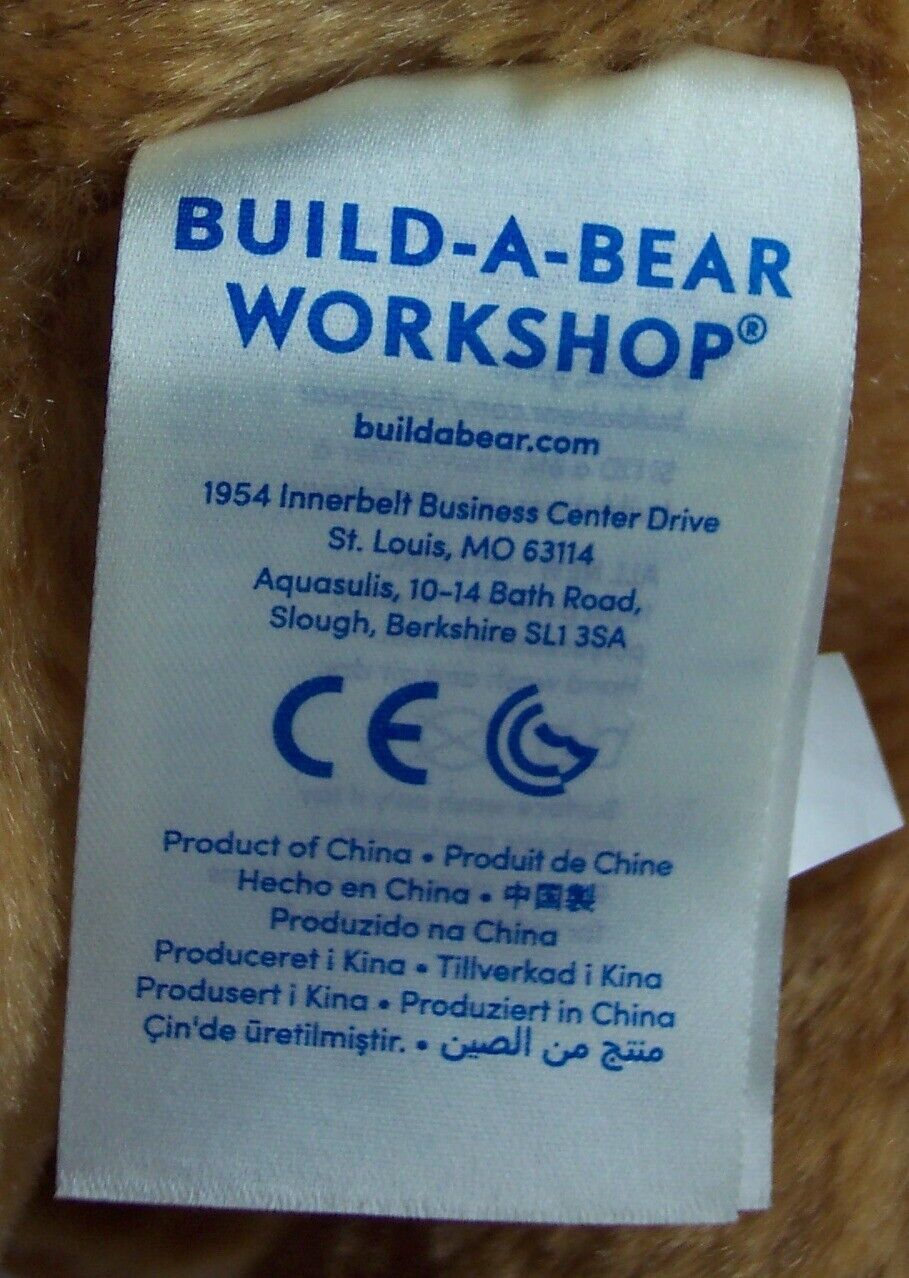 BUILD-A-BEAR
WORKSHOP®
buildabear.com
1954 Innerbelt Business Center Drive
St. Louis, MO 63114
Aquasulis, 10-14 Bath Road,
Slough, Berkshire SL1 3SA
CE
Product of China • Produit de Chine
Hecho en China • 中国製
Produzido na China
Produceret i Kina • Tillverkad i Kina
Produsert i Kina • Produziert in China
Çin'de üretilmiştir. • منتج من الصين